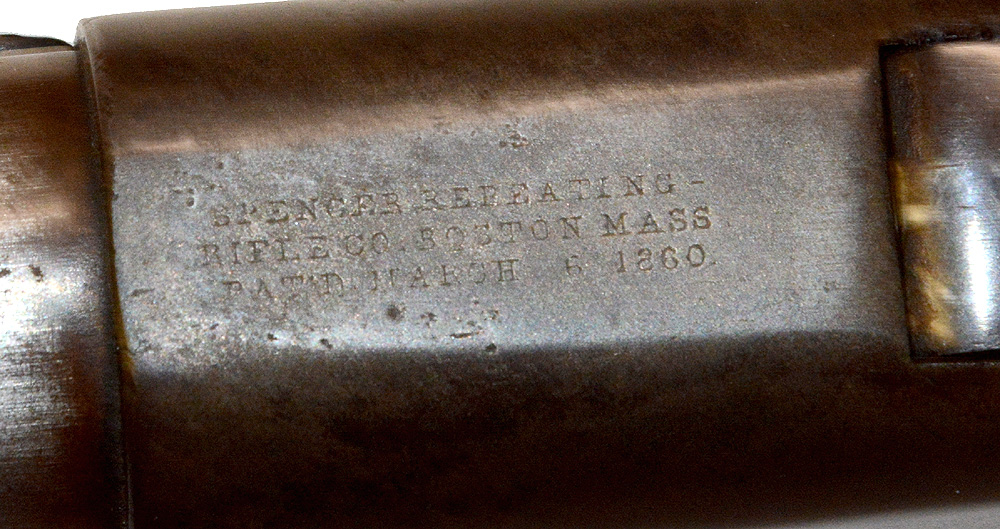 SPENCER REPEATING-
RIFLE CO. BOSTON MASS
PAT'D MARCH 6 1860.